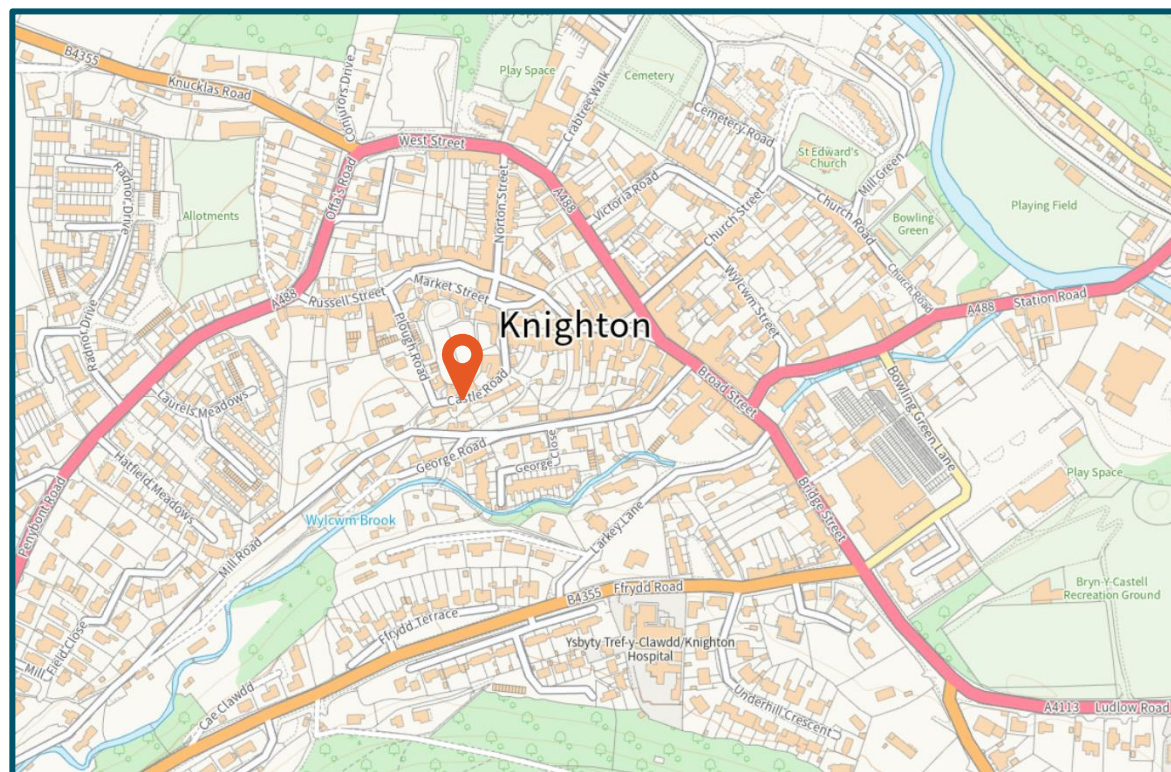 B4355
Knucklas Road
Conjurors Drive
West Street
Play Space
Crabtree Walk
Cemetery
Cemetery Road
St Edward's
Church
Mill Green
Playing Field
Radnor Drive
Allotments
Offa's Road
Norton Street
A488
Victoria Road
Church Street
Church Road
Bowling
Green
Church Road
Wylcwm Street
A488
Russell Street
Market Street
Knighton
A488
Station Road
Radnor Drive
Plough Road
Castle Road
Broad Street
Bowling Green Lane
Laurels Meadows
George Road
George Close
Hatfield Meadows
Penybont Road
Wylcwm Brook
Larkey Lane
Bridge Street
Play Space
Mill Road
B4355
Ffrydd Road
Bryn-Y-Castell
Recreation Ground
Mill Field Close
Ffrydd Terrace
Ysbyty Tref-y-Clawdd/Knighton
Hospital
Cae Clawdd
Underhill Crescent
A4113
Ludlow Road